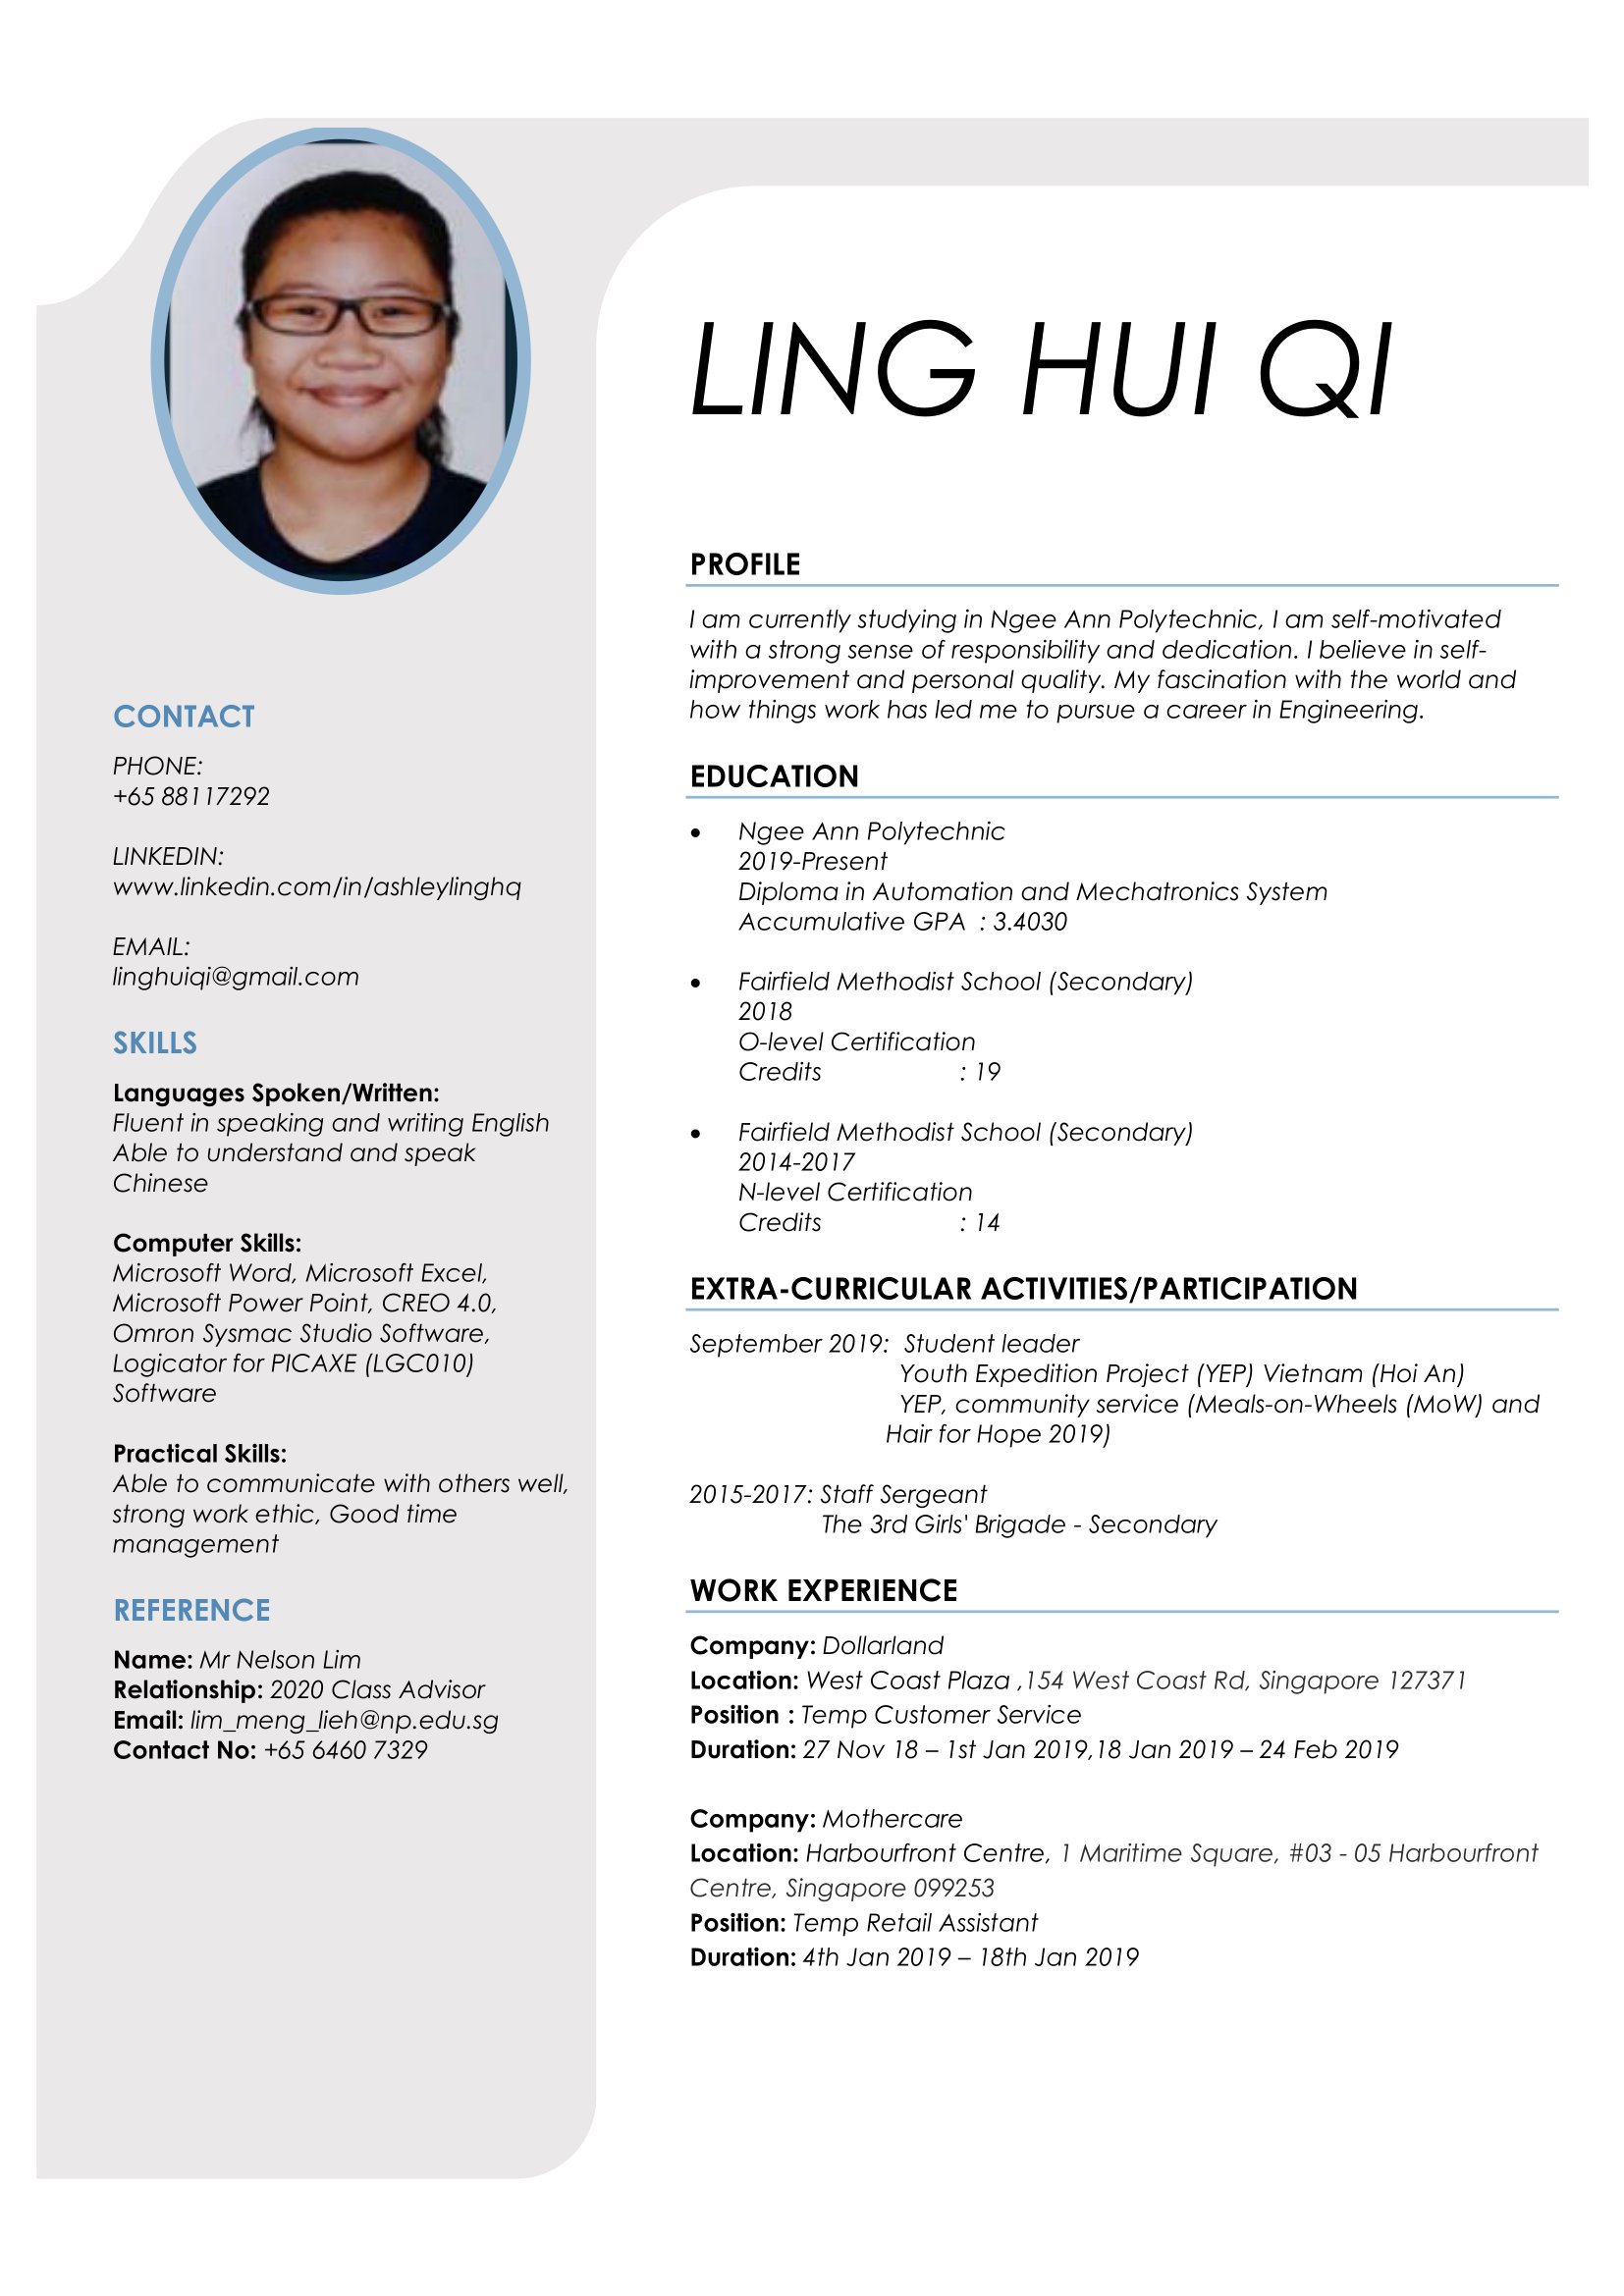 LING HUI QI
CONTACT
PHONE:
+65 88117292
LINKEDIN:
www.linkedin.com/in/ashleylinghq
EMAIL:
linghuiqi@gmail.com
SKILLS
Languages Spoken/Written:
Fluent in speaking and writing English
Able to understand and speak
Chinese
Computer Skills:
Microsoft Word, Microsoft Excel,
Microsoft Power Point, CREO 4.0,
Omron Sysmac Studio Software,
Logicator for PICAXE (LGC010)
Software
Practical Skills:
Able to communicate with others well,
strong work ethic, Good time
management
REFERENCE
Name: Mr Nelson Lim
Relationship: 2020 Class Advisor
Email: lim_meng_lieh@np.edu.sg
Contact No: +65 6460 7329
PROFILE
I am currently studying in Ngee Ann Polytechnic, I am self-motivated
with a strong sense of responsibility and dedication. I believe in self-
improvement and personal quality. My fascination with the world and
how things work has led me to pursue a career in Engineering.
EDUCATION
• Ngee Ann Polytechnic
2019-Present
Diploma in Automation and Mechatronics System
Accumulative GPA : 3.4030
• Fairfield Methodist School (Secondary)
2018
O-level Certification
Credits : 19
• Fairfield Methodist School (Secondary)
2014-2017
N-level Certification
Credits : 14
EXTRA-CURRICULAR ACTIVITIES/PARTICIPATION
September 2019: Student leader
Youth Expedition Project (YEP) Vietnam (Hoi An)
YEP, community service (Meals-on-Wheels (MoW) and
Hair for Hope 2019)
2015-2017: Staff Sergeant
The 3rd Girls' Brigade - Secondary
WORK EXPERIENCE
Company: Dollarland
Location: West Coast Plaza ,154 West Coast Rd, Singapore 127371
Position : Temp Customer Service
Duration: 27 Nov 18 – 1st Jan 2019,18 Jan 2019 – 24 Feb 2019
Company: Mothercare
Location: Harbourfront Centre, 1 Maritime Square, #03 - 05 Harbourfront
Centre, Singapore 099253
Position: Temp Retail Assistant
Duration: 4th Jan 2019 – 18th Jan 2019